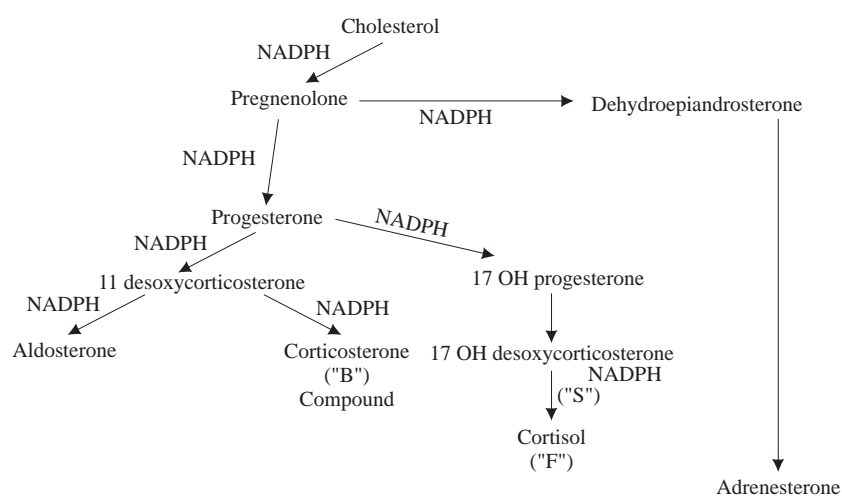 Cholesterol
NADPH
Pregnenolone
NADPH
Dehydroepiandrosterone
NADPH
Progesterone
NADPH
NADPH
11 desoxycorticosterone
17 OH progesterone
NADPH
NADPH
Aldosterone
Corticosterone
("B")
Compound
17 OH desoxycorticosterone
NADPH
("S")
Cortisol
("F")
Adrenesterone